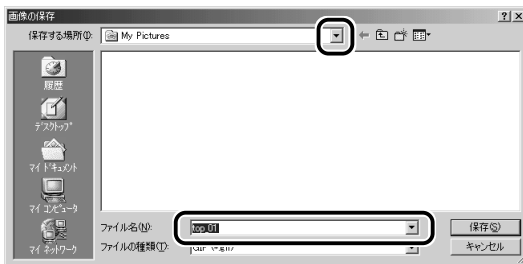 画像の保存
保存する場所(I): My Pictures
履歴
デスクトップ
マイ ドキュメント
マイ コンピュータ
マイ ネットワーク
ファイル名(N): top_01 保存(S)
ファイルの種類(T): GIF (*.gif) キャンセル